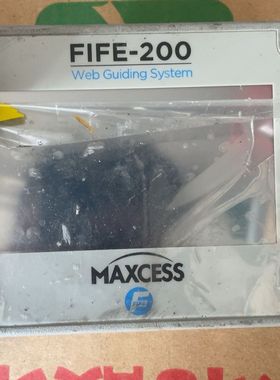 FIFE-200
Web Guiding System
MAXCESS